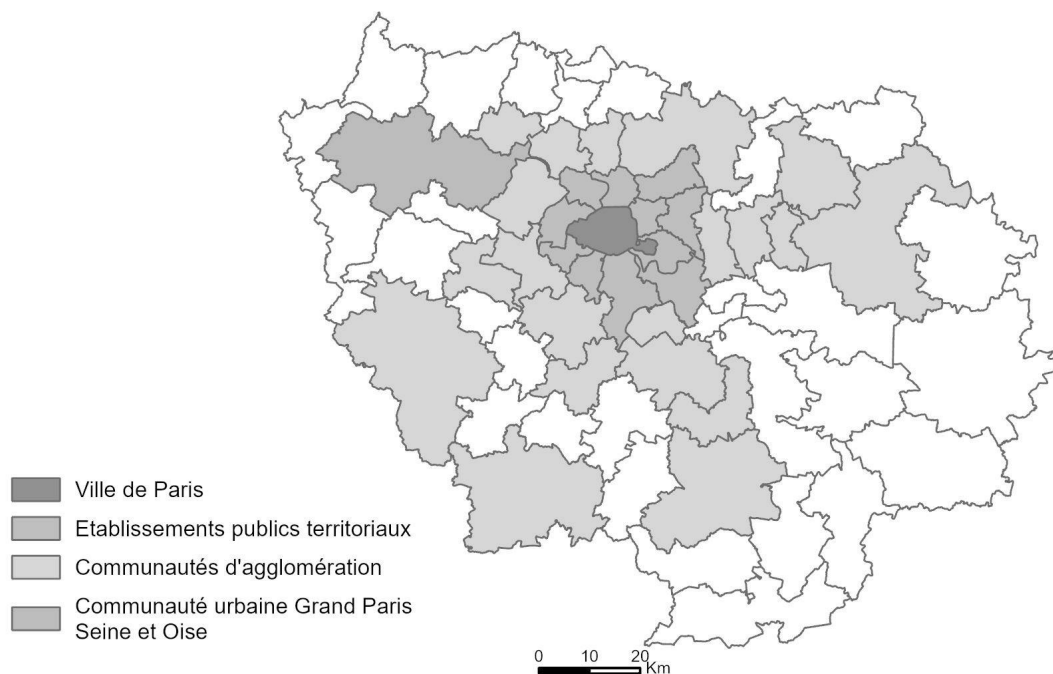 Ville de Paris
Etablissements publics territoriaux
Communautés d'agglomération
Communauté urbaine Grand Paris
Seine et Oise
0 10 20
Km